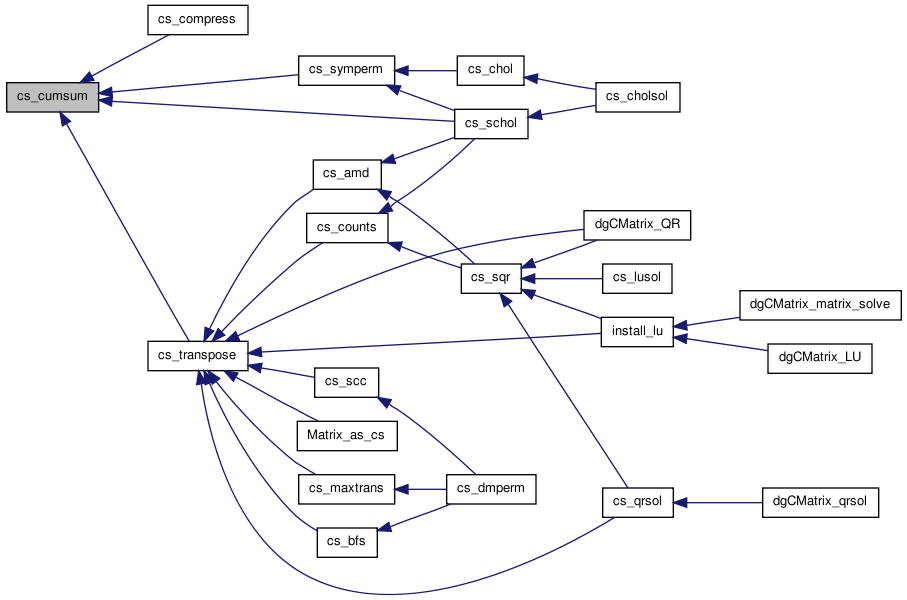 cs_compress
cs_symperm
cs_chol
cs_cumsum
cs_cholsol
cs_schol
cs_amd
cs_counts
dgCMatrix_QR
cs_sqr
cs_lusol
dgCMatrix_matrix_solve
install_lu
cs_transpose
dgCMatrix_LU
cs_scc
Matrix_as_cs
cs_maxtrans
cs_dmperm
cs_qrsol
dgCMatrix_qrsol
cs_bfs